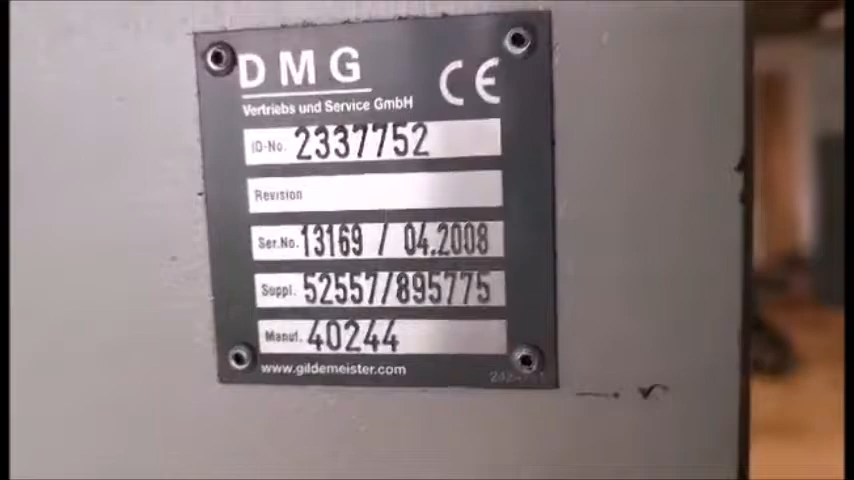 DMG
CE
Vertriebs und Service GmbH
ID-No. 2337752
Revision
Ser.No. 13169 / 04.2008
Suppl. 52557/895775
Manuf. 40244
www.gildemeister.com